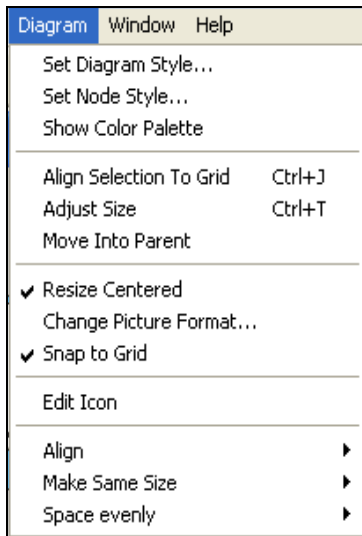 Diagram Window Help
Set Diagram Style...
Set Node Style...
Show Color Palette
Align Selection To Grid Ctrl+J
Adjust Size Ctrl+T
Move Into Parent
Resize Centered
Change Picture Format...
Snap to Grid
Edit Icon
Align
Make Same Size
Space evenly